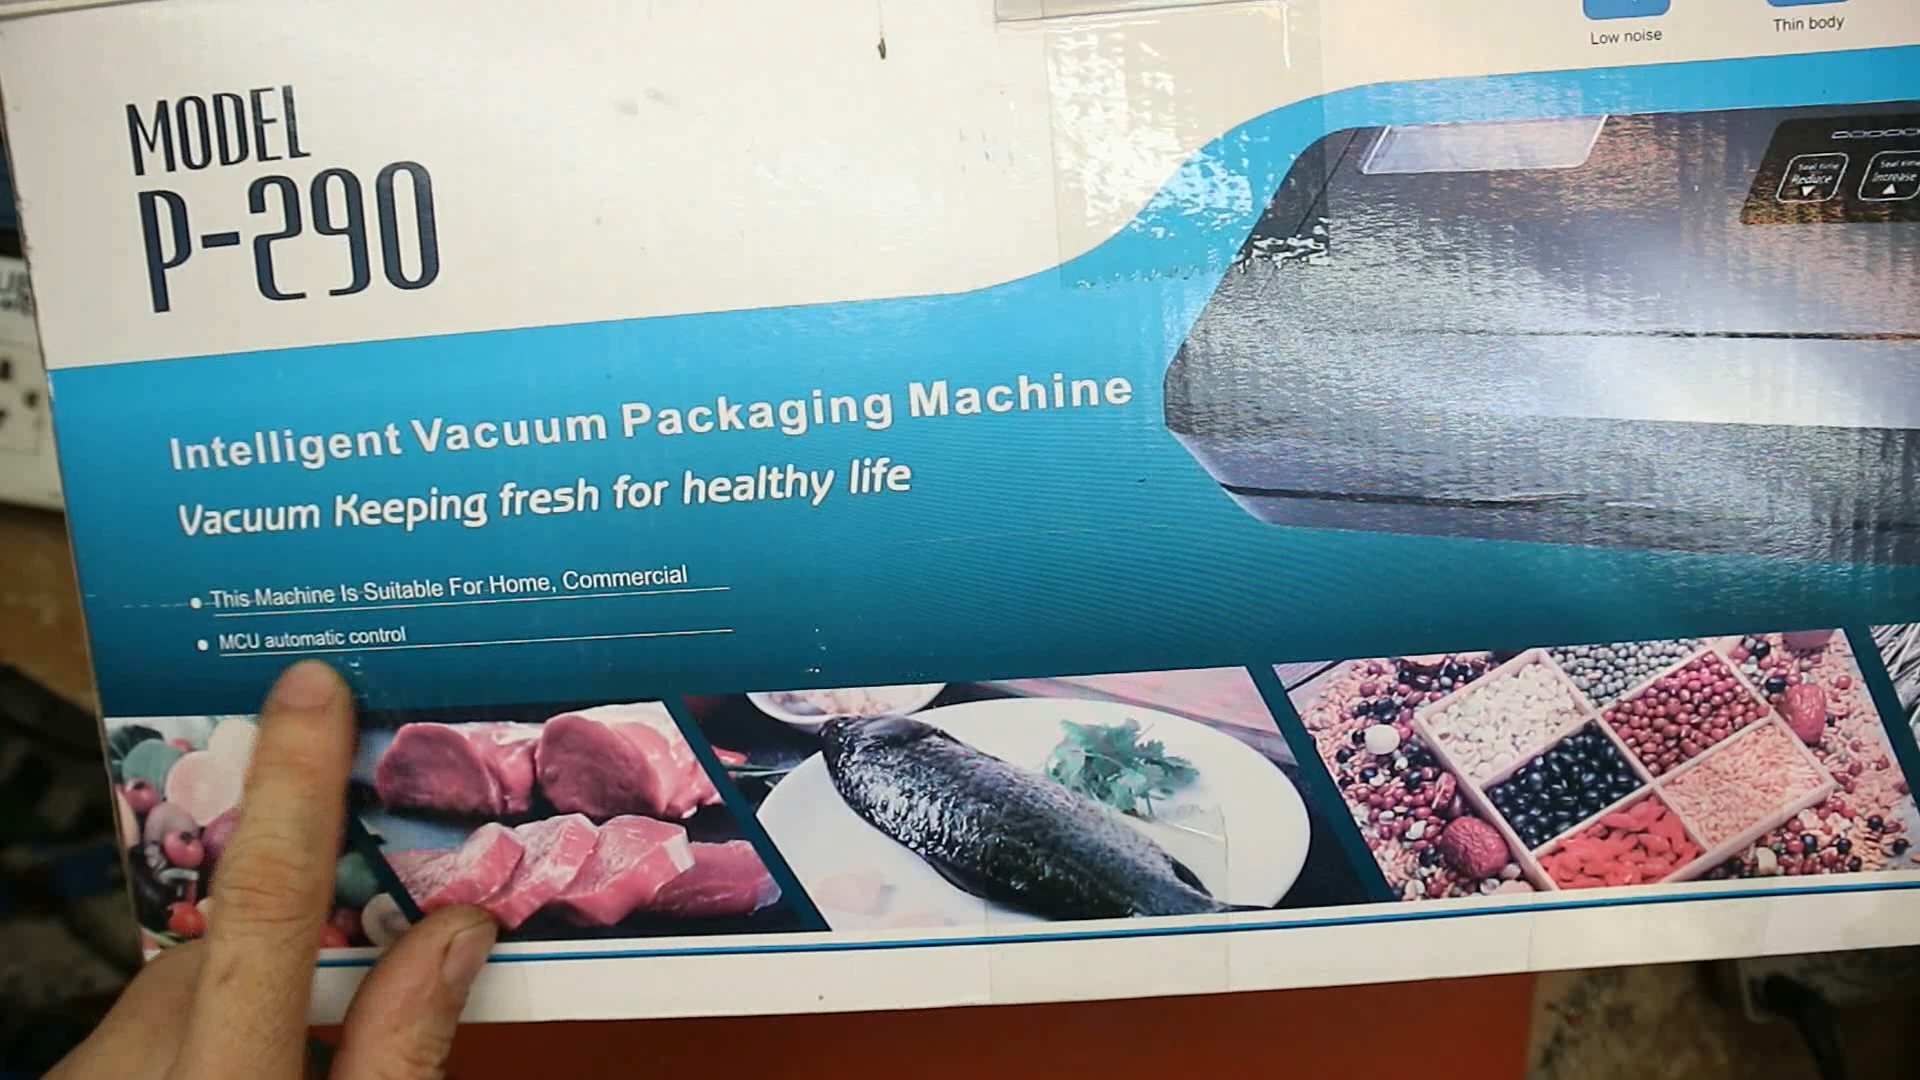 Low noise
Thin body
MODEL
P-290
Seal time
Reduce
Seal time
Increase
Intelligent Vacuum Packaging Machine
Vacuum Keeping fresh for healthy life
• This Machine Is Suitable For Home, Commercial
• MCU automatic control